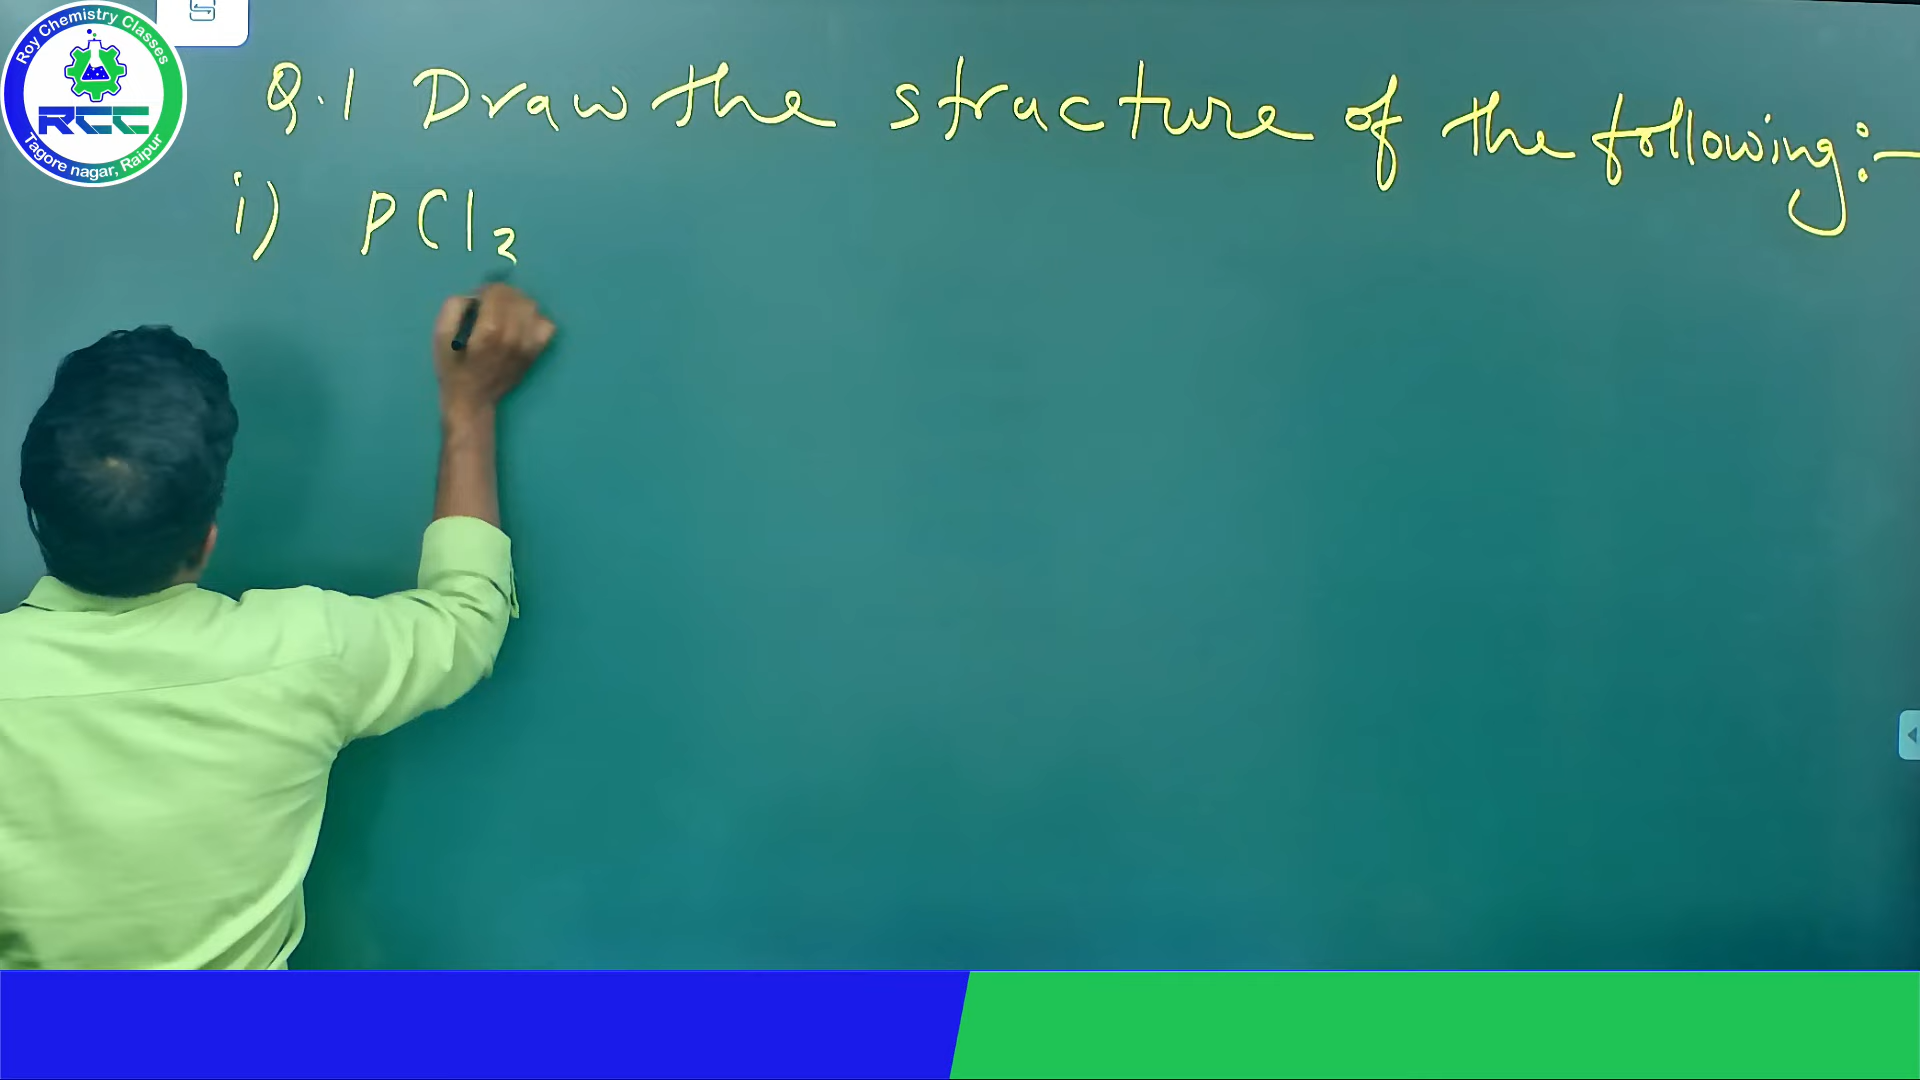 Roy Chemistry Classes
RCC
Tagore nagar, Raipur
Q.1 Draw the structure of the following:-
i) PCl3